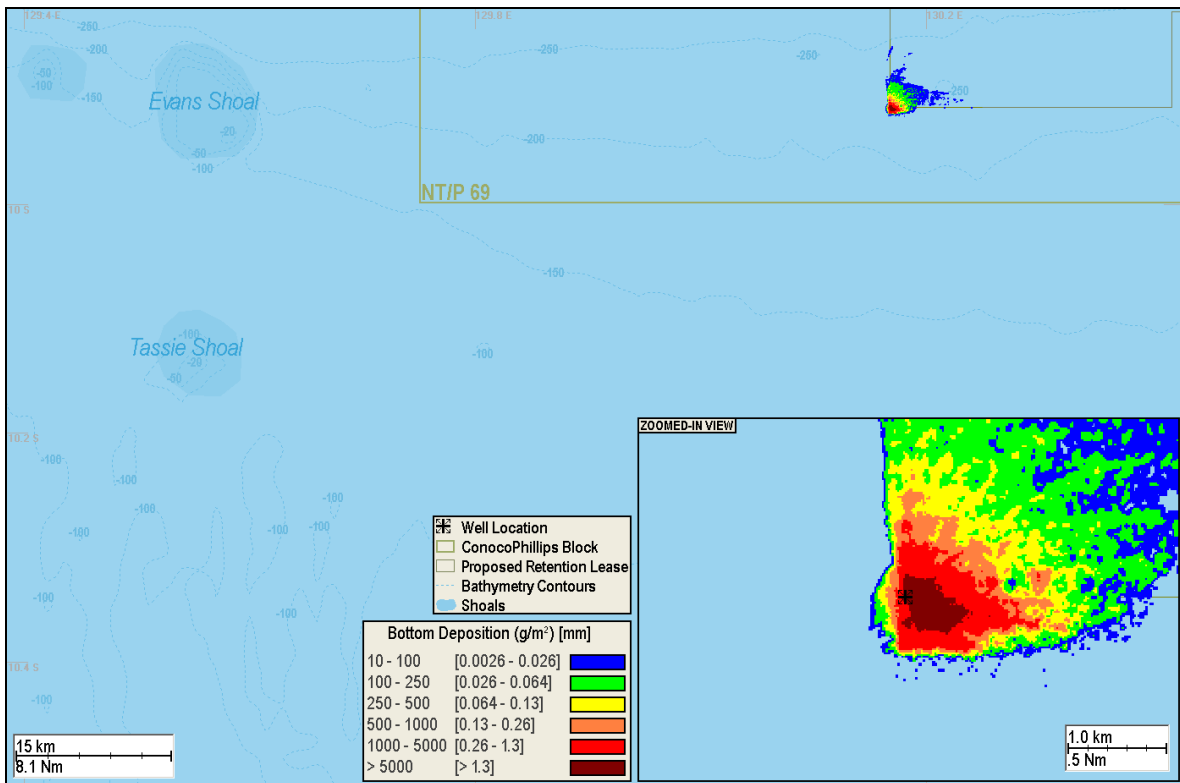 129.4 E
129.8 E
130.2 E
-250
-200
-50
-100
-150
Evans Shoal
-20
-50
-100
-250
-250
-250
-200
NT/P 69
10 S
-150
-100
Tassie Shoal
-20
-50
-100
10.2 S
-100
-100
-100
-100
-100
-100
-100
-100
-100
-100
10.4 S
-100
ZOOMED-IN VIEW
Well Location
ConocoPhillips Block
Proposed Retention Lease
Bathymetry Contours
Shoals
Bottom Deposition (g/m²) [mm]
10 - 100 [0.0026 - 0.026]
100 - 250 [0.026 - 0.064]
250 - 500 [0.064 - 0.13]
500 - 1000 [0.13 - 0.26]
1000 - 5000 [0.26 - 1.3]
> 5000 [> 1.3]
15 km
8.1 Nm
1.0 km
.5 Nm